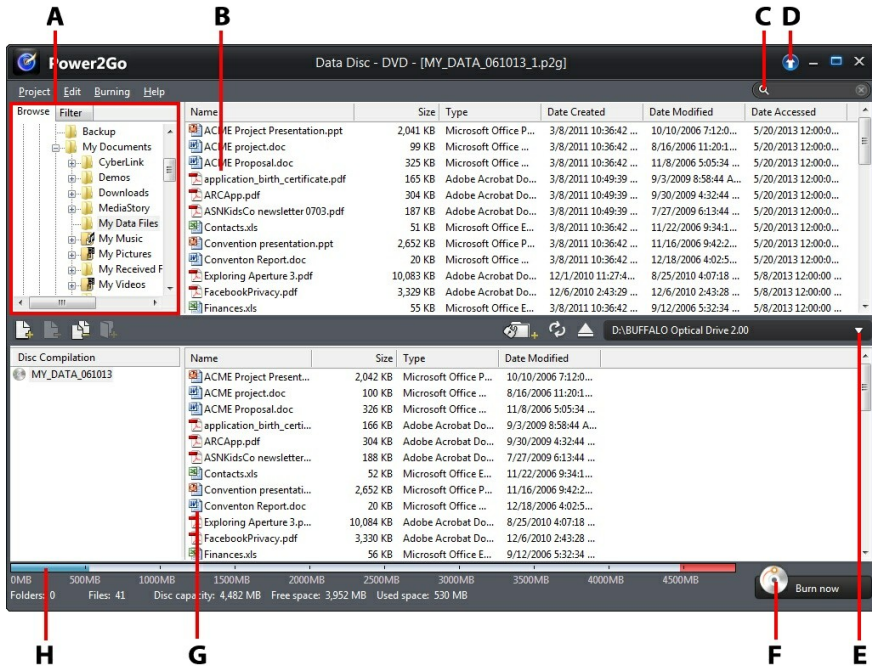 A B C D
Power2Go Data Disc - DVD - [MY_DATA_061013_1.p2g]
Project Edit Burning Help
Browse Filter
Backup
My Documents
CyberLink
Demos
Downloads
MediaStory
My Data Files
My Music
My Pictures
My Received F
My Videos
Name Size Type Date Created Date Modified Date Accessed
ACME Project Presentation.ppt 2,041 KB Microsoft Office P... 3/8/2011 10:36:42 ... 10/10/2006 7:12:0... 5/20/2013 12:00:0...
ACME project.doc 99 KB Microsoft Office ... 3/8/2011 10:36:42 ... 8/16/2006 11:20:1... 5/20/2013 12:00:0...
ACME Proposal.doc 325 KB Microsoft Office ... 3/8/2011 10:36:42 ... 11/8/2006 5:05:34 ... 5/20/2013 12:00:0...
application_birth_certificate.pdf 165 KB Adobe Acrobat Do... 3/8/2011 10:49:39 ... 9/3/2009 8:58:44 A... 5/20/2013 12:00:0...
ARCApp.pdf 304 KB Adobe Acrobat Do... 3/8/2011 10:49:39 ... 9/30/2009 4:32:44 ... 5/20/2013 12:00:0...
ASNKidsCo newsletter 0703.pdf 187 KB Adobe Acrobat Do... 3/8/2011 10:49:39 ... 7/27/2009 6:13:44 ... 5/20/2013 12:00:0...
Contacts.xls 51 KB Microsoft Office E... 3/8/2011 10:36:42 ... 11/22/2006 9:34:1... 5/20/2013 12:00:0...
Convention presentation.ppt 2,652 KB Microsoft Office P... 3/8/2011 10:36:42 ... 11/16/2006 9:42:2... 5/20/2013 12:00:0...
Conventon Report.doc 20 KB Microsoft Office ... 3/8/2011 10:36:42 ... 12/18/2006 4:02:5... 5/20/2013 12:00:0...
Exploring Aperture 3.pdf 10,083 KB Adobe Acrobat Do... 12/1/2010 11:27:4... 8/25/2010 4:07:18 ... 5/8/2013 12:00:00 ...
FacebookPrivacy.pdf 3,329 KB Adobe Acrobat Do... 12/6/2010 2:43:29 ... 12/6/2010 2:43:28 ... 5/8/2013 12:00:00 ...
Finances.xls 55 KB Microsoft Office E... 3/8/2011 10:36:42 ... 9/12/2006 5:32:34 ... 5/8/2013 12:00:00 ...
D:\BUFFALO Optical Drive 2.00
Disc Compilation
MY_DATA_061013
Name Size Type Date Modified
ACME Project Present... 2,042 KB Microsoft Office P... 10/10/2006 7:12:0...
ACME project.doc 100 KB Microsoft Office ... 8/16/2006 11:20:1...
ACME Proposal.doc 326 KB Microsoft Office ... 11/8/2006 5:05:34 ...
application_birth_certi... 166 KB Adobe Acrobat Do... 9/3/2009 8:58:44 A...
ARCApp.pdf 304 KB Adobe Acrobat Do... 9/30/2009 4:32:44 ...
ASNKidsCo newsletter... 188 KB Adobe Acrobat Do... 7/27/2009 6:13:44 ...
Contacts.xls 52 KB Microsoft Office E... 11/22/2006 9:34:1...
Convention presentati... 2,652 KB Microsoft Office P... 11/16/2006 9:42:2...
Conventon Report.doc 20 KB Microsoft Office ... 12/18/2006 4:02:5...
Exploring Aperture 3.p... 10,084 KB Adobe Acrobat Do... 8/25/2010 4:07:18 ...
FacebookPrivacy.pdf 3,330 KB Adobe Acrobat Do... 12/6/2010 2:43:28 ...
Finances.xls 56 KB Microsoft Office E... 9/12/2006 5:32:34 ...
0MB 500MB 1000MB 1500MB 2000MB 2500MB 3000MB 3500MB 4000MB 4500MB
Folders: 0 Files: 41 Disc capacity: 4,482 MB Free space: 3,952 MB Used space: 530 MB
Burn now
H G F E